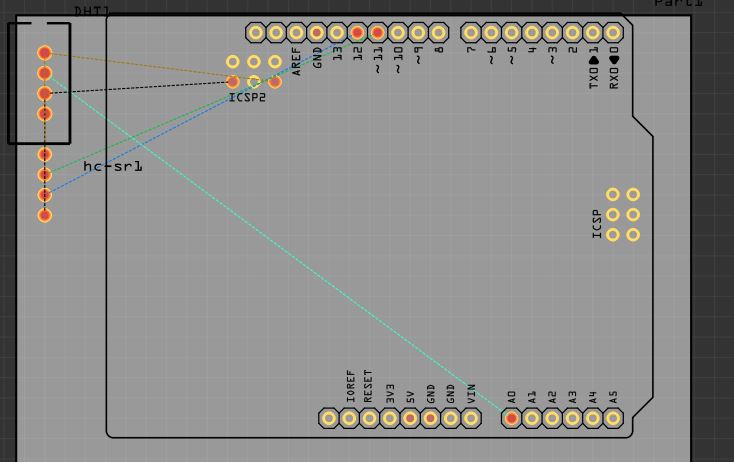 DHT1
Part1
AREF
GND
13
12
~11
~10
~9
8
7
~6
~5
4
~3
2
TX0▶1
RX0◀0
ICSP2
hc-sr1
ICSP
IOREF
RESET
3V3
5V
GND
GND
VIN
A0
A1
A2
A3
A4
A5